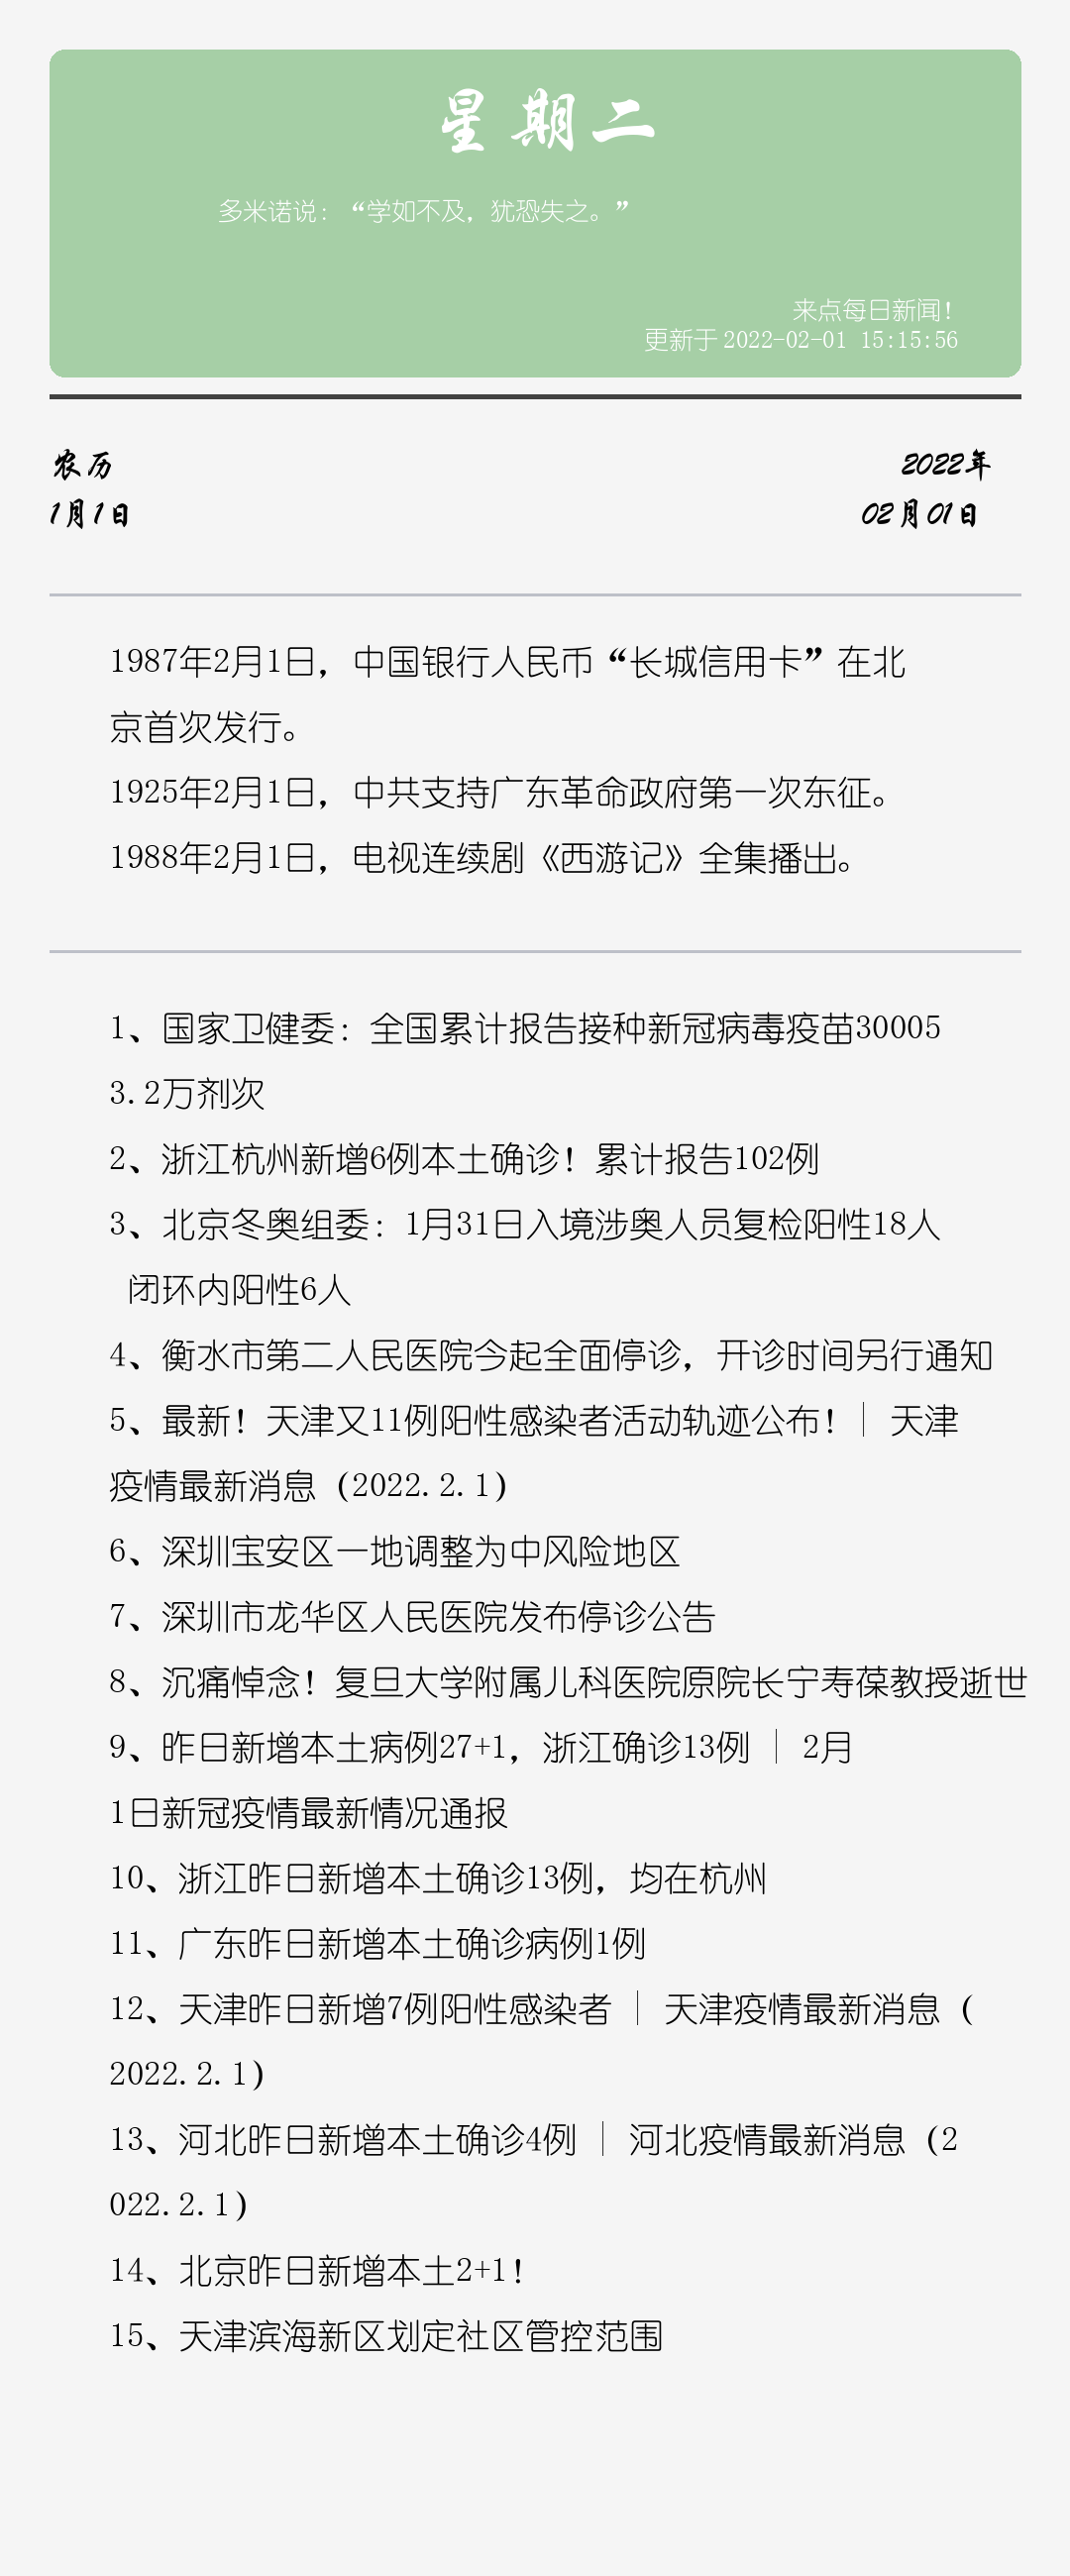 星期二
多米诺说：“学如不及，犹恐失之。”
来点每日新闻！
更新于 2022-02-01 15:15:56
农历
2022年
1月1日
02月01日
1987年2月1日，中国银行人民币“长城信用卡”在北
京首次发行。
1925年2月1日，中共支持广东革命政府第一次东征。
1988年2月1日，电视连续剧《西游记》全集播出。
1、国家卫健委：全国累计报告接种新冠病毒疫苗30005
3.2万剂次
2、浙江杭州新增6例本土确诊！累计报告102例
3、北京冬奥组委：1月31日入境涉奥人员复检阳性18人
闭环内阳性6人
4、衡水市第二人民医院今起全面停诊，开诊时间另行通知
5、最新！天津又11例阳性感染者活动轨迹公布！｜天津
疫情最新消息（2022.2.1）
6、深圳宝安区一地调整为中风险地区
7、深圳市龙华区人民医院发布停诊公告
8、沉痛悼念！复旦大学附属儿科医院原院长宁寿葆教授逝世
9、昨日新增本土病例27+1，浙江确诊13例 | 2月
1日新冠疫情最新情况通报
10、浙江昨日新增本土确诊13例，均在杭州
11、广东昨日新增本土确诊病例1例
12、天津昨日新增7例阳性感染者 | 天津疫情最新消息（
2022.2.1）
13、河北昨日新增本土确诊4例 | 河北疫情最新消息（2
022.2.1）
14、北京昨日新增本土2+1！
15、天津滨海新区划定社区管控范围